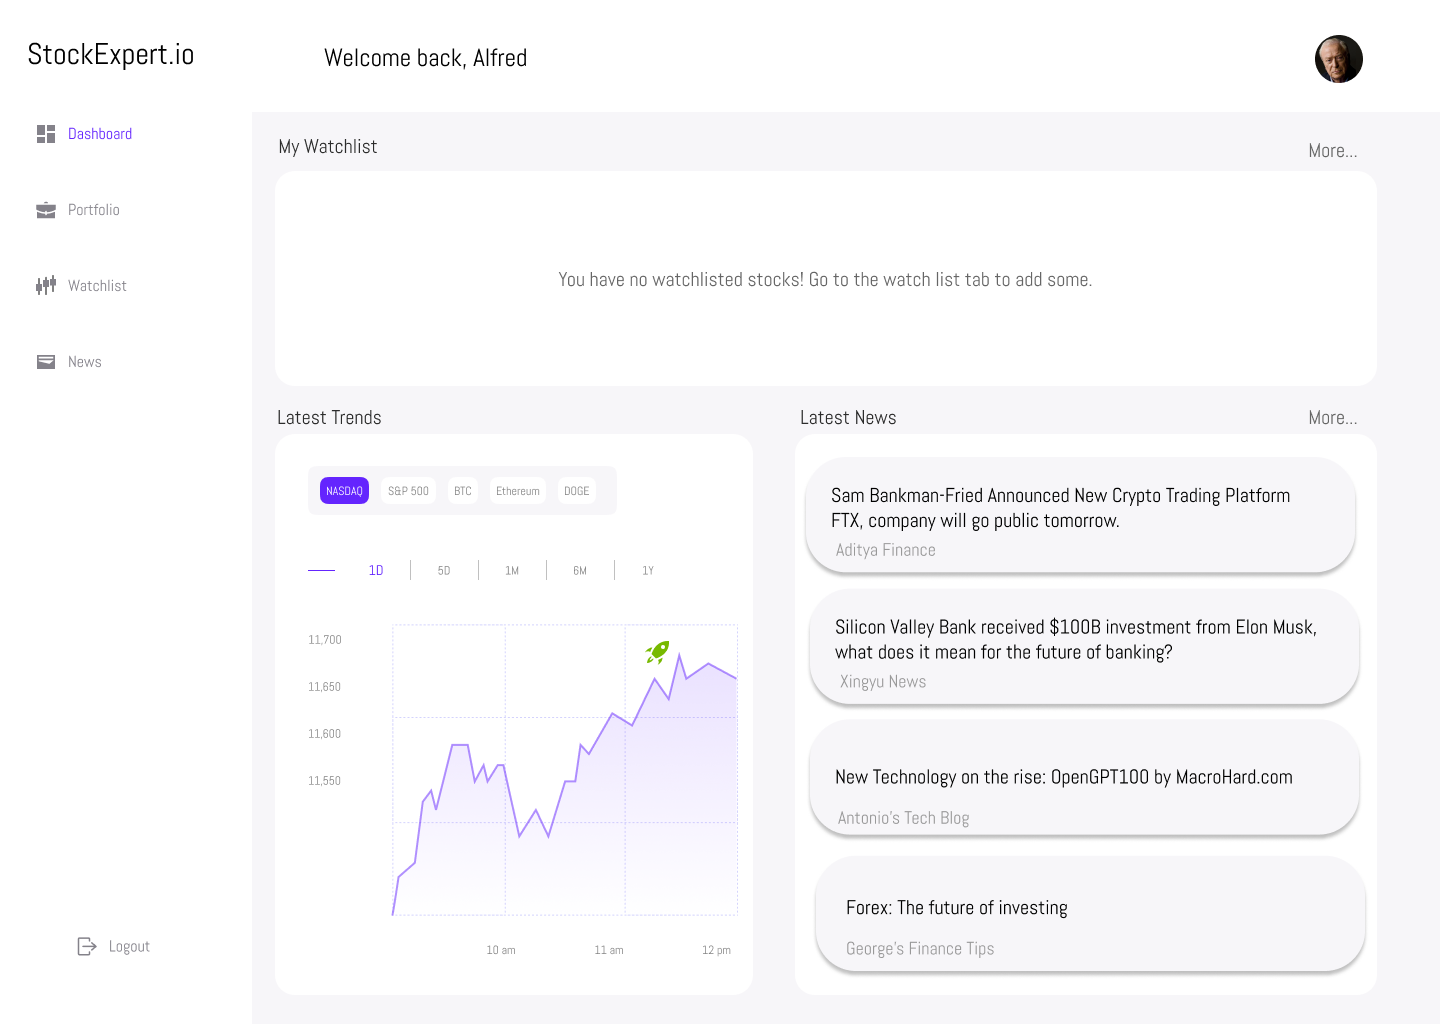 StockExpert.io
Welcome back, Alfred
Dashboard
Portfolio
Watchlist
News
Logout
My Watchlist
More...
You have no watchlisted stocks! Go to the watch list tab to add some.
Latest Trends
NASDAQ
S&P 500
BTC
Ethereum
DOGE
1D
5D
1M
6M
1Y
11,700
11,650
11,600
11,550
10 am
11 am
12 pm
Latest News
More...
Sam Bankman-Fried Announced New Crypto Trading Platform
FTX, company will go public tomorrow.
Aditya Finance
Silicon Valley Bank received $100B investment from Elon Musk,
what does it mean for the future of banking?
Xingyu News
New Technology on the rise: OpenGPT100 by MacroHard.com
Antonio's Tech Blog
Forex: The future of investing
George's Finance Tips